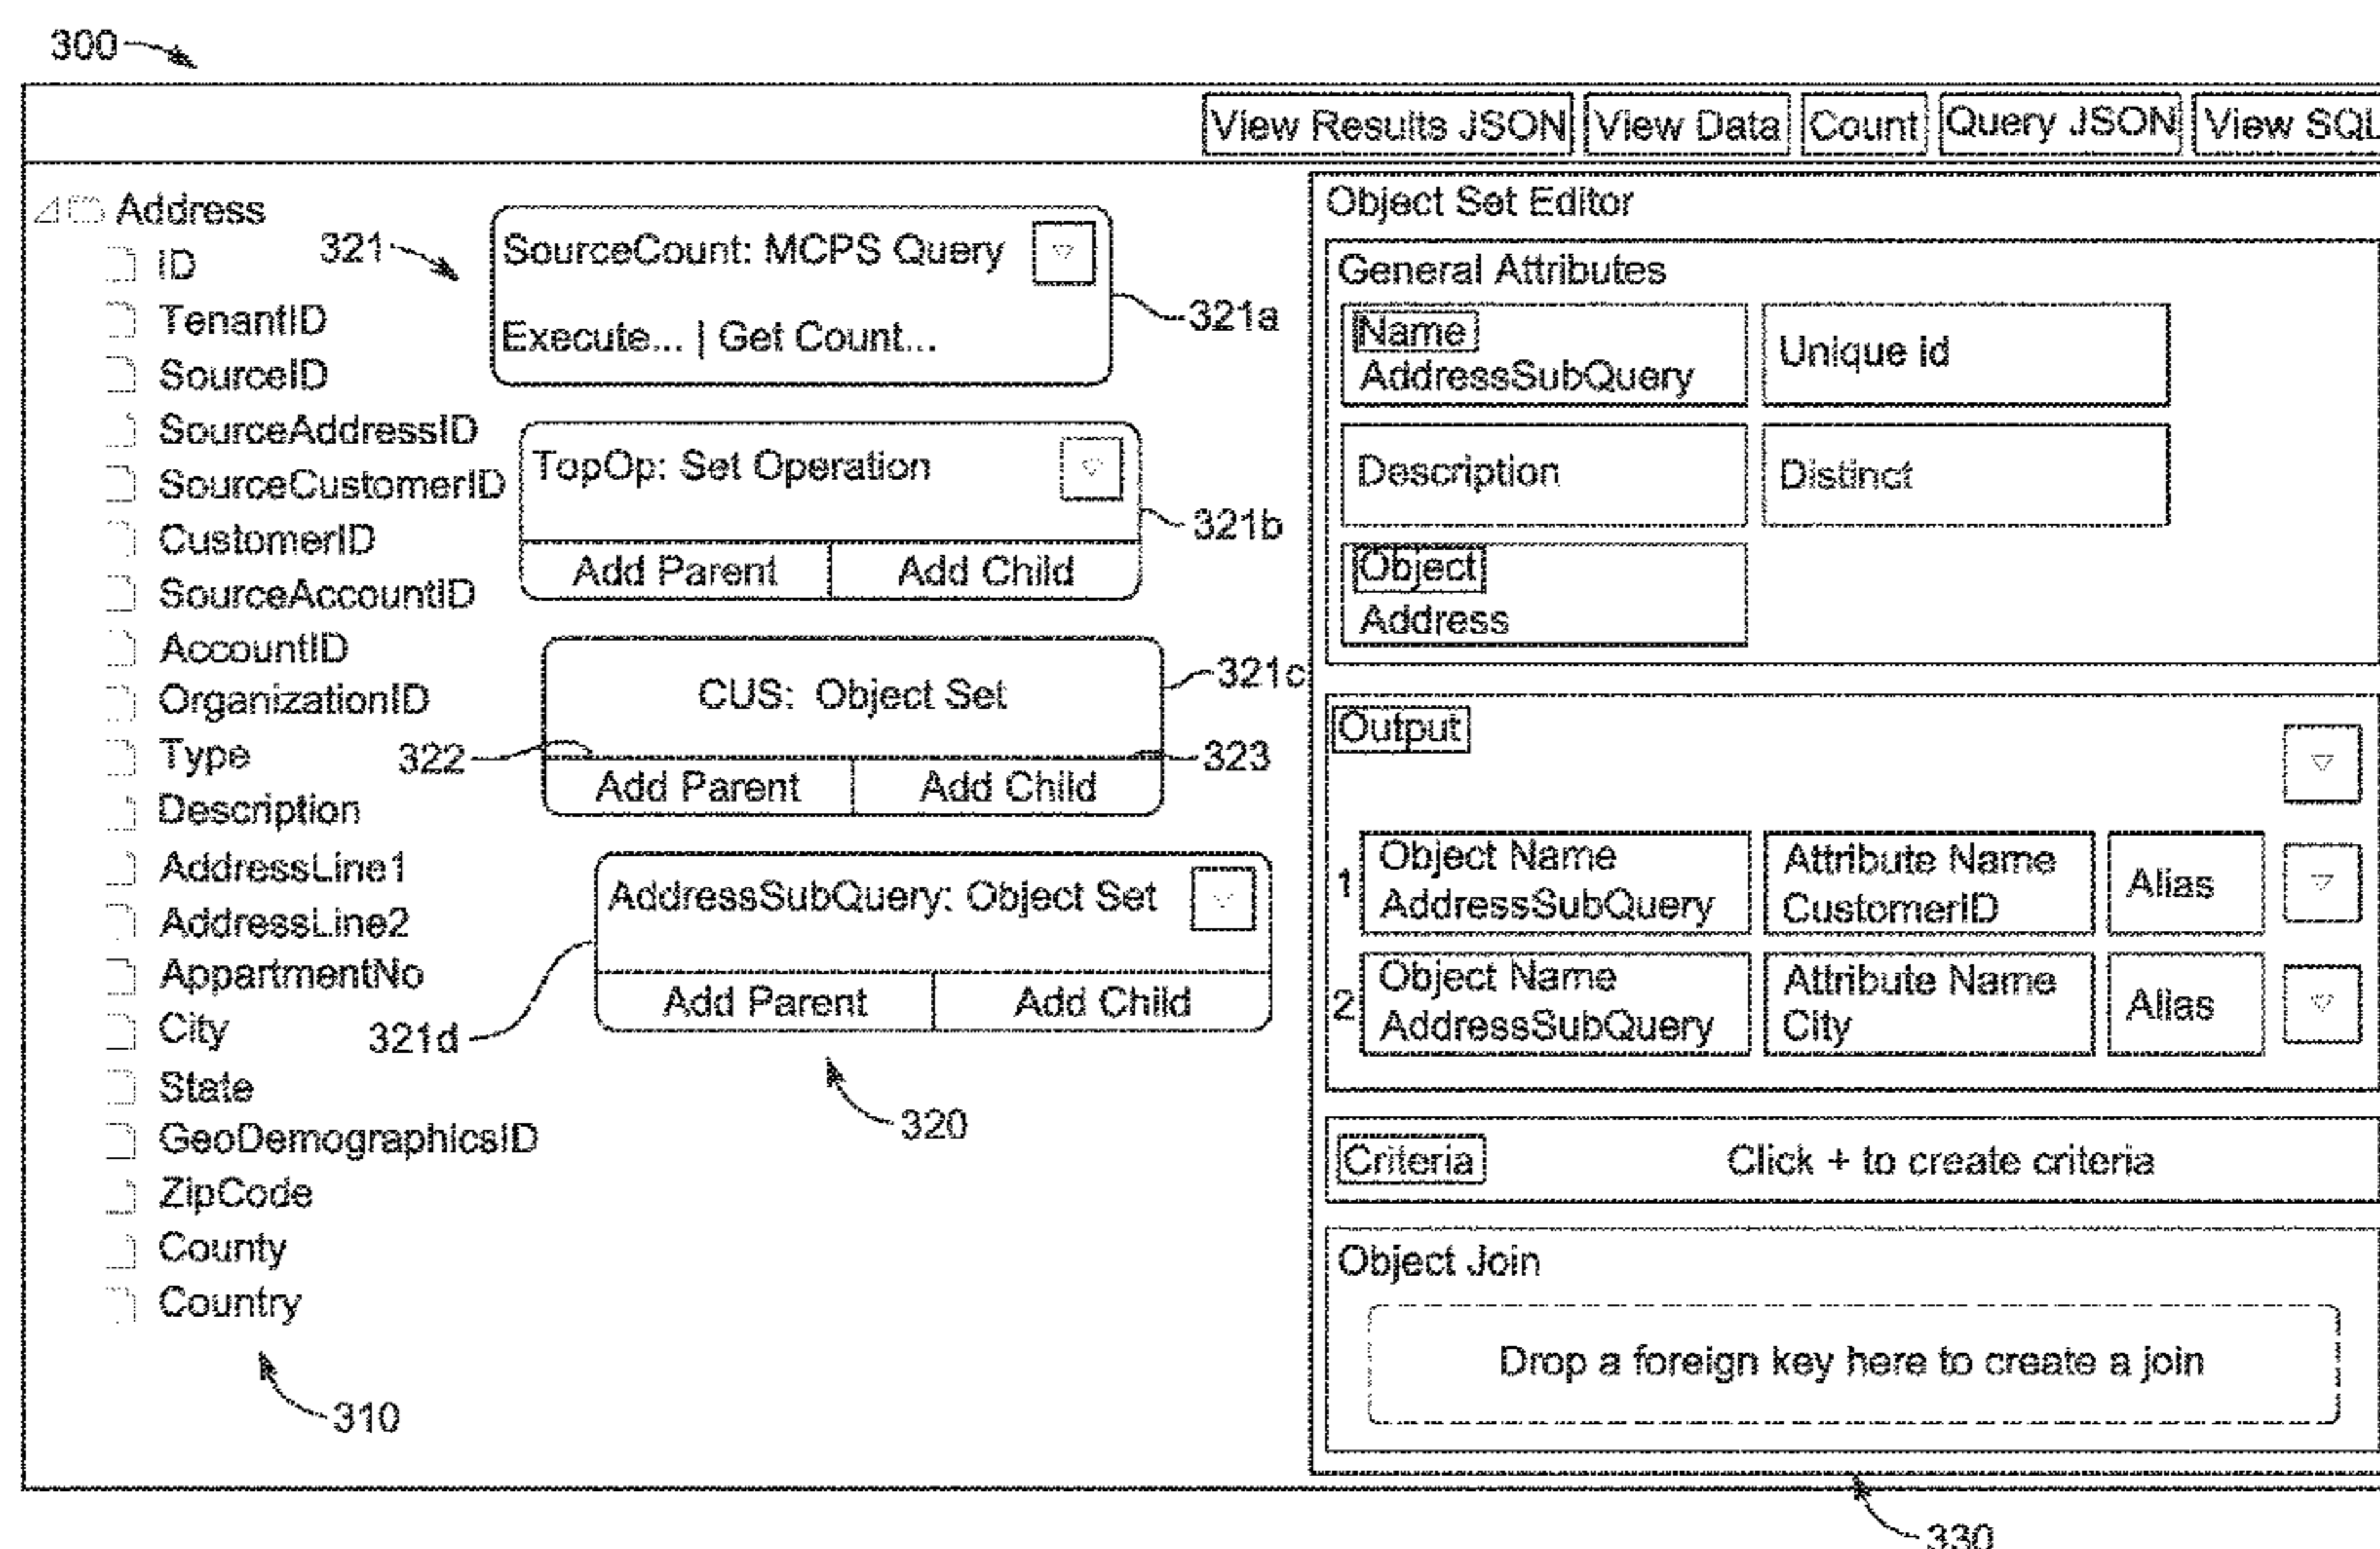 300
View Results JSON View Data Count Query JSON View SQL
Address
ID
TenantID
SourceID
SourceAddressID
SourceCustomerID
CustomerID
SourceAccountID
AccountID
OrganizationID
Type
Description
AddressLine1
AddressLine2
AppartmentNo
City
State
GeoDemographicsID
ZipCode
County
Country
310
321
SourceCount: MCPS Query
Execute... | Get Count...
321a
TopOp: Set Operation
Add Parent Add Child
321b
CUS: Object Set
Add Parent Add Child
321c
322
323
AddressSubQuery: Object Set
Add Parent Add Child
321d
320
Object Set Editor
General Attributes
Name
AddressSubQuery
Unique id
Description
Distinct
Object
Address
Output
1
Object Name
AddressSubQuery
Attribute Name
CustomerID
Alias
2
Object Name
AddressSubQuery
Attribute Name
City
Alias
Criteria
Click + to create criteria
Object Join
Drop a foreign key here to create a join
330